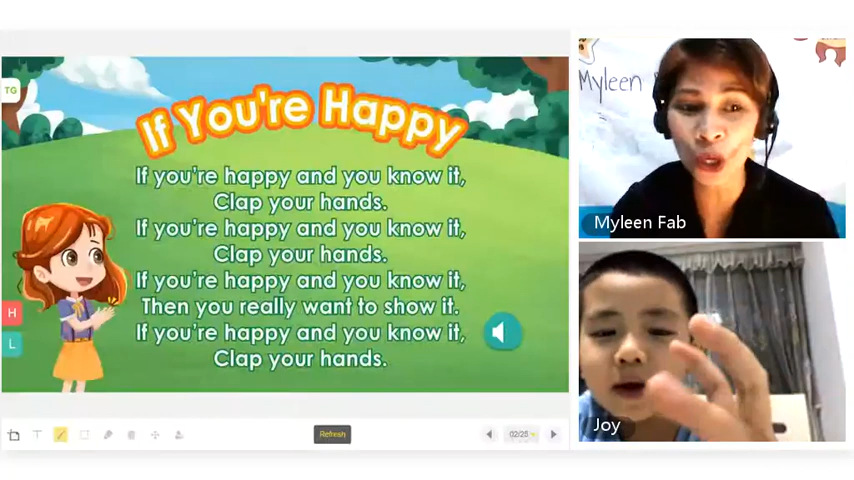 TG
If You're Happy
If you're happy and you know it,
Clap your hands.
If you're happy and you know it,
Clap your hands.
If you're happy and you know it,
Then you really want to show it.
If you're happy and you know it,
Clap your hands.
H
L
T
Refresh
02/25
Myleen
Myleen Fab
Joy